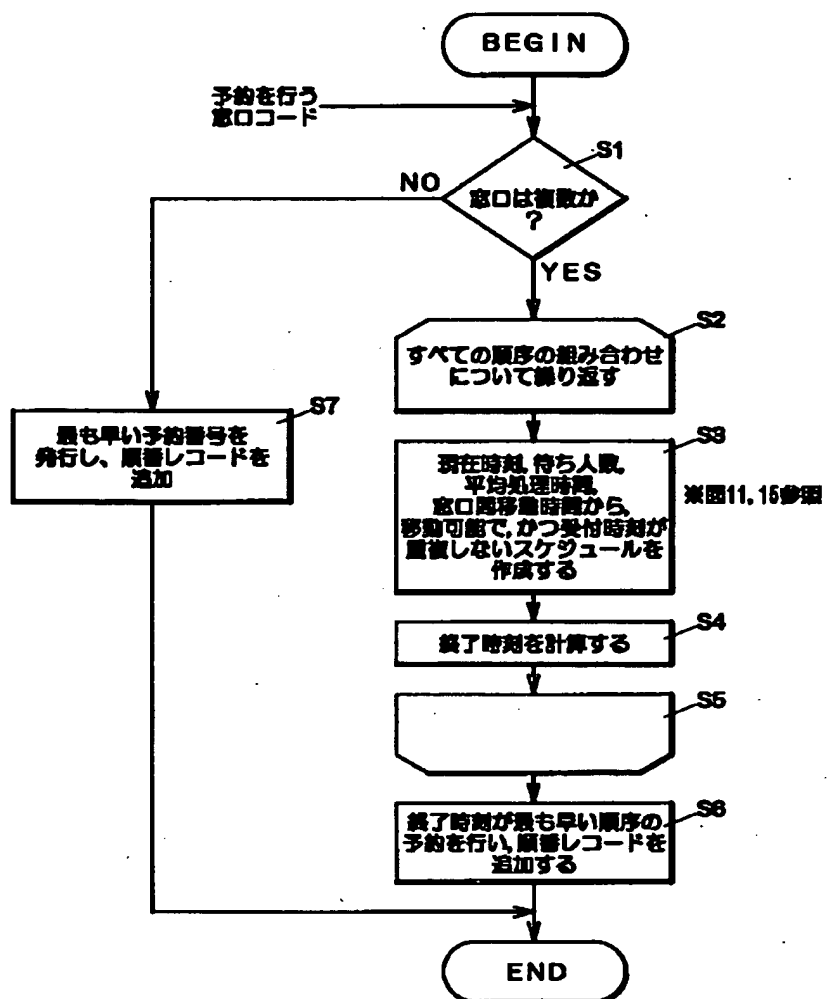 BEGIN
予約を行う
窓口コード
S1
NO
窓口は複数か
?
YES
S2
すべての順序の組み合わせ
について繰り返す
S7
最も早い予約番号を
発行し、順番レコードを
追加
S3
現在時刻,待ち人数,
平均処理時間,
窓口間移動時間から,
移動可能で,かつ受付時刻が
重複しないスケジュールを
作成する
※図11,15参照
S4
終了時刻を計算する
S5
S6
終了時刻が最も早い順序の
予約を行い,順番レコードを
追加する
END